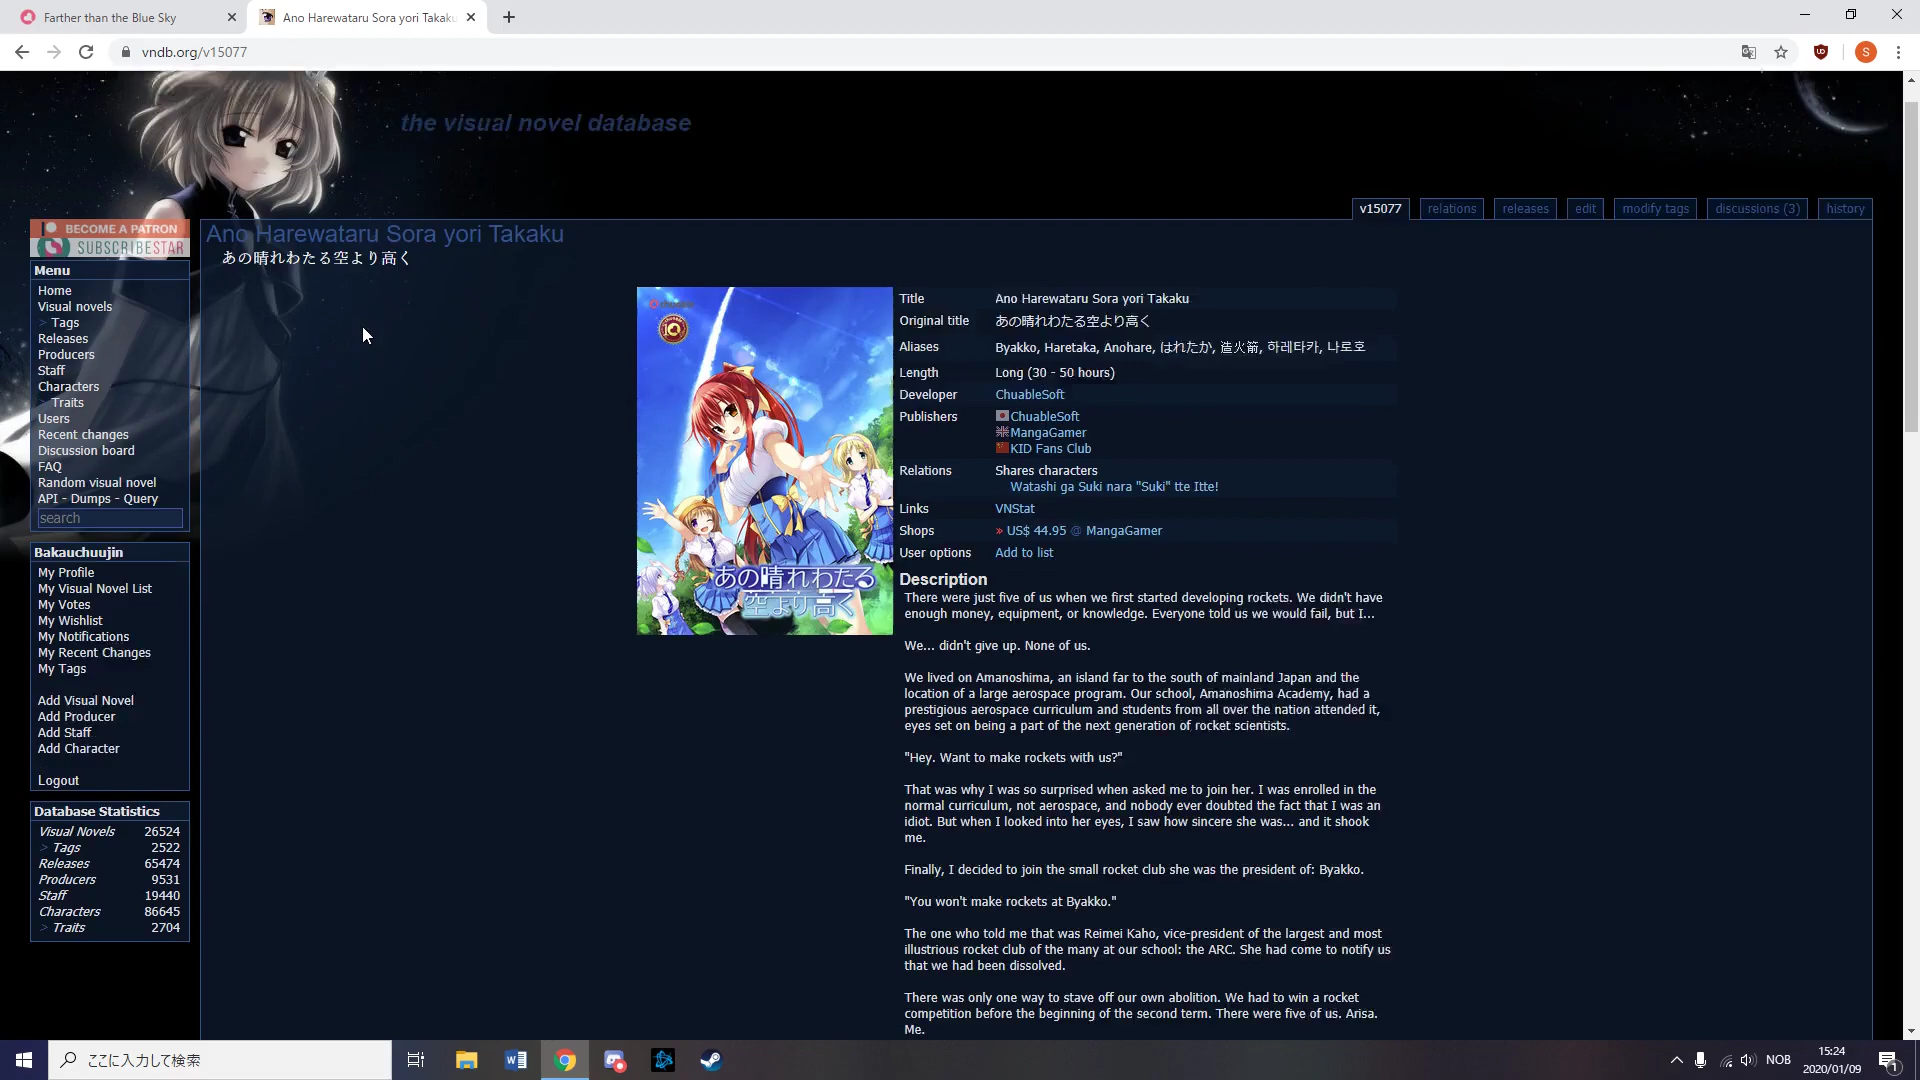 Farther than the Blue Sky
Ano Harewataru Sora yori Takaku
vndb.org/v15077
S
the visual novel database
v15077
relations
releases
edit
modify tags
discussions (3)
history
BECOME A PATRON
SUBSCRIBESTAR
Menu
Home
Visual novels
> Tags
Releases
Producers
Staff
Characters
Traits
Users
Recent changes
Discussion board
FAQ
Random visual novel
API - Dumps - Query
search
Bakauchuujin
My Profile
My Visual Novel List
My Votes
My Wishlist
My Notifications
My Recent Changes
My Tags
Add Visual Novel
Add Producer
Add Staff
Add Character
Logout
Database Statistics
Visual Novels 26524
> Tags 2522
Releases 65474
Producers 9531
Staff 19440
Characters 86645
> Traits 2704
Ano Harewataru Sora yori Takaku
あの晴れわたる空より高く
10
あの晴れわたる
空より高く
Title Ano Harewataru Sora yori Takaku
Original title あの晴れわたる空より高く
Aliases Byakko, Haretaka, Anohare, はれたか, 造火箭, 하레타카, 나로호
Length Long (30 - 50 hours)
Developer ChuableSoft
Publishers ChuableSoft
MangaGamer
KID Fans Club
Relations Shares characters
Watashi ga Suki nara "Suki" tte Itte!
Links VNStat
Shops » US$ 44.95 @ MangaGamer
User options Add to list
Description
There were just five of us when we first started developing rockets. We didn't have
enough money, equipment, or knowledge. Everyone told us we would fail, but I...
We... didn't give up. None of us.
We lived on Amanoshima, an island far to the south of mainland Japan and the
location of a large aerospace program. Our school, Amanoshima Academy, had a
prestigious aerospace curriculum and students from all over the nation attended it,
eyes set on being a part of the next generation of rocket scientists.
"Hey. Want to make rockets with us?"
That was why I was so surprised when asked me to join her. I was enrolled in the
normal curriculum, not aerospace, and nobody ever doubted the fact that I was an
idiot. But when I looked into her eyes, I saw how sincere she was... and it shook
me.
Finally, I decided to join the small rocket club she was the president of: Byakko.
"You won't make rockets at Byakko."
The one who told me that was Reimei Kaho, vice-president of the largest and most
illustrious rocket club of the many at our school: the ARC. She had come to notify us
that we had been dissolved.
There was only one way to stave off our own abolition. We had to win a rocket
competition before the beginning of the second term. There were five of us. Arisa.
Me.
ここに入力して検索
NOB
15:24
2020/01/09
1